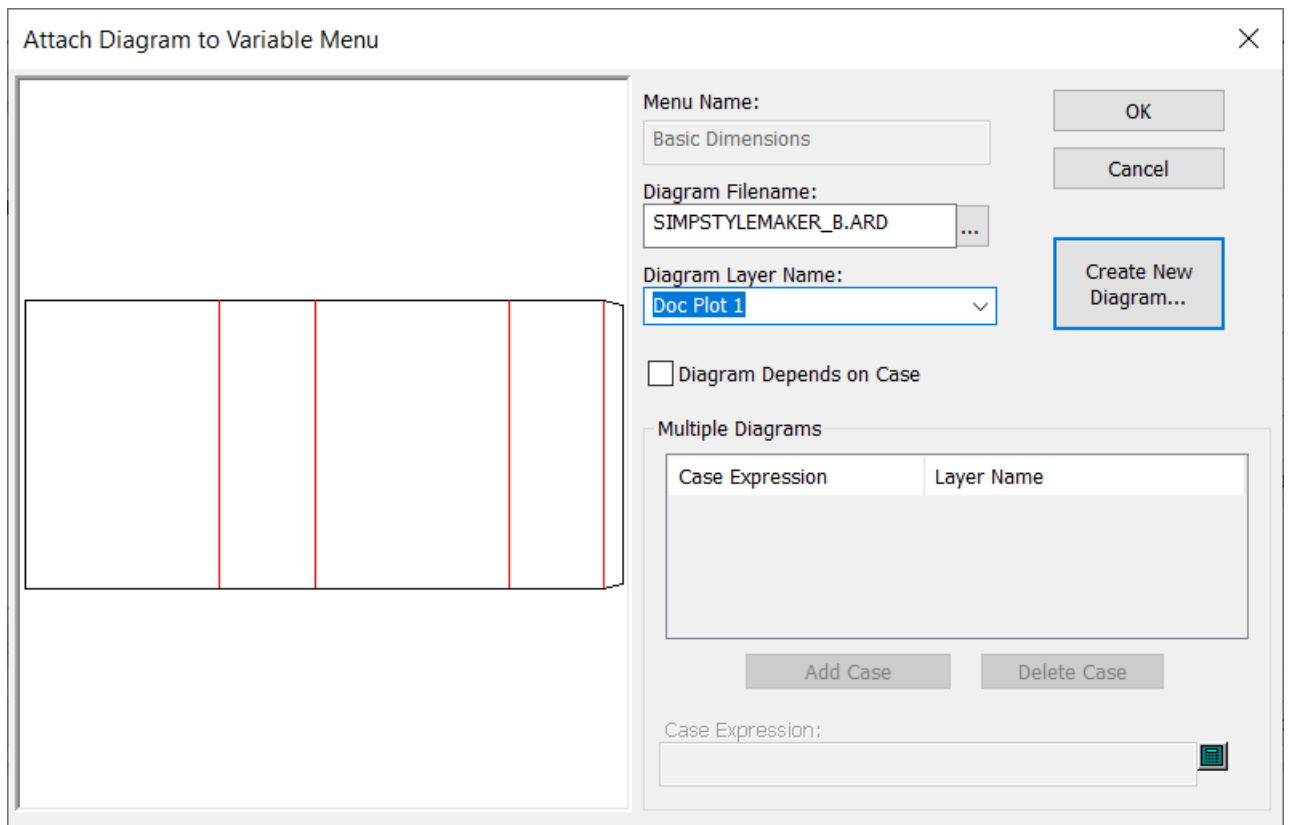 Attach Diagram to Variable Menu
Menu Name:
Basic Dimensions
OK
Cancel
Diagram Filename:
SIMPSTYLEMAKER_B.ARD
...
Diagram Layer Name:
Doc Plot 1
Create New
Diagram...
Diagram Depends on Case
Multiple Diagrams
Case Expression
Layer Name
Add Case
Delete Case
Case Expression: